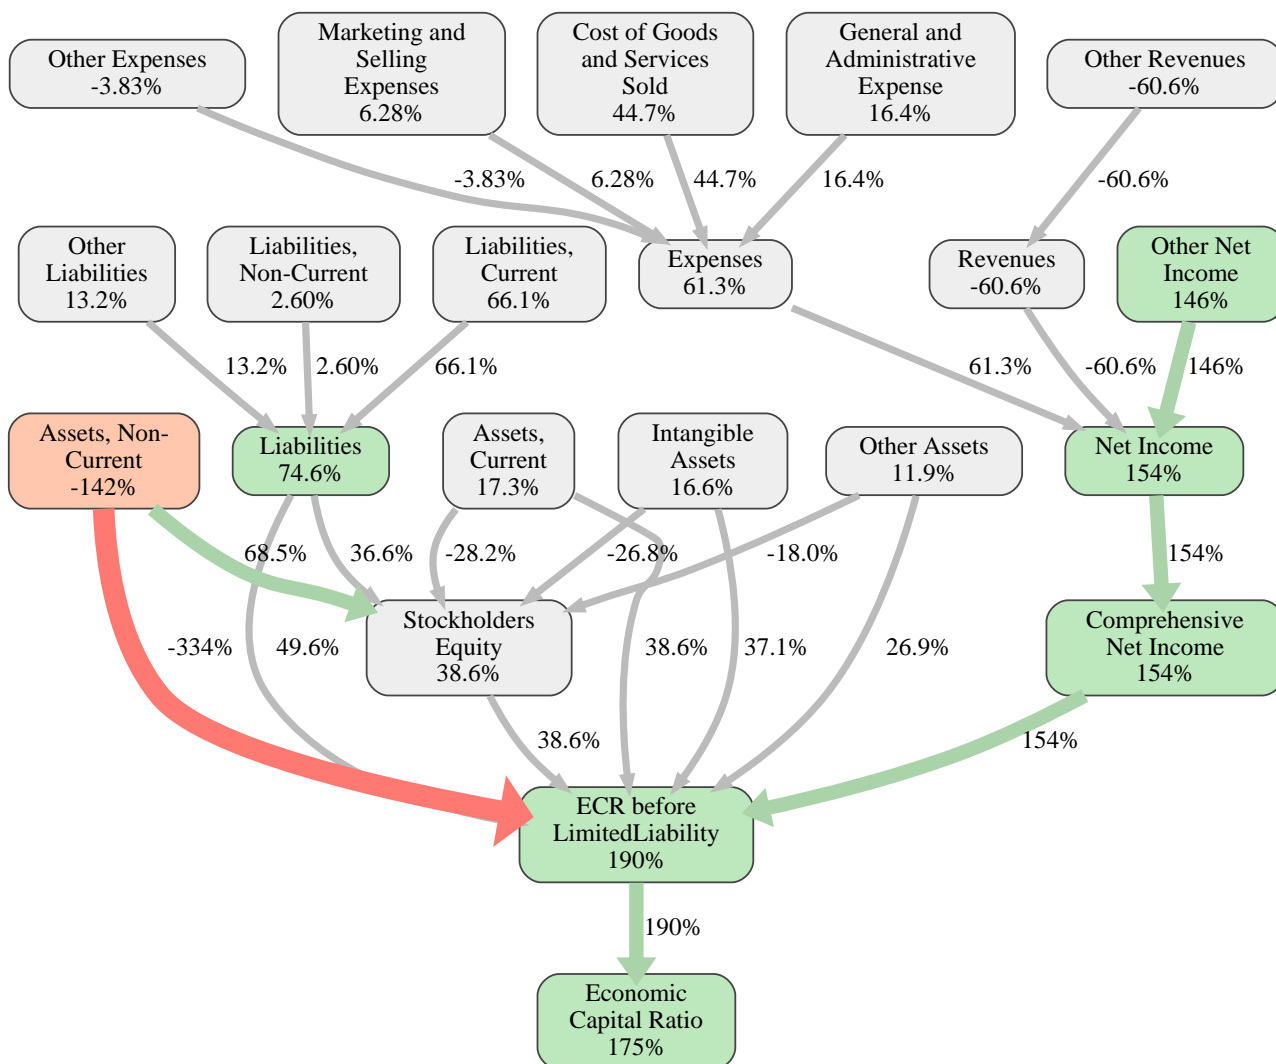 Other Expenses
-3.83%
Marketing and
Selling
Expenses
6.28%
Cost of Goods
and Services
Sold
44.7%
General and
Administrative
Expense
16.4%
Other Revenues
-60.6%
-3.83%
6.28%
44.7%
16.4%
-60.6%
Other
Liabilities
13.2%
Liabilities,
Non-Current
2.60%
Liabilities,
Current
66.1%
Expenses
61.3%
Revenues
-60.6%
Other Net
Income
146%
13.2%
2.60%
66.1%
61.3%
-60.6%
146%
Assets, Non-
Current
-142%
Liabilities
74.6%
Assets,
Current
17.3%
Intangible
Assets
16.6%
Other Assets
11.9%
Net Income
154%
68.5%
36.6%
-28.2%
-26.8%
-18.0%
154%
Stockholders
Equity
38.6%
Comprehensive
Net Income
154%
-334%
49.6%
38.6%
37.1%
26.9%
38.6%
154%
ECR before
LimitedLiability
190%
190%
Economic
Capital Ratio
175%